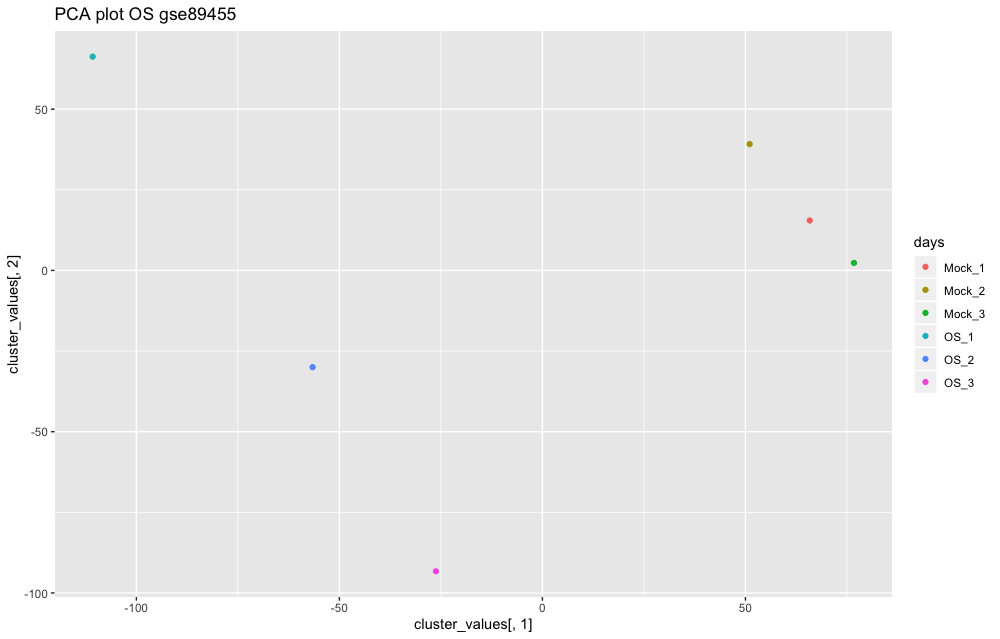 PCA plot OS gse89455
cluster_values[, 2]
50
0
-50
-100
-100
-50
0
50
cluster_values[, 1]
days
Mock_1
Mock_2
Mock_3
OS_1
OS_2
OS_3